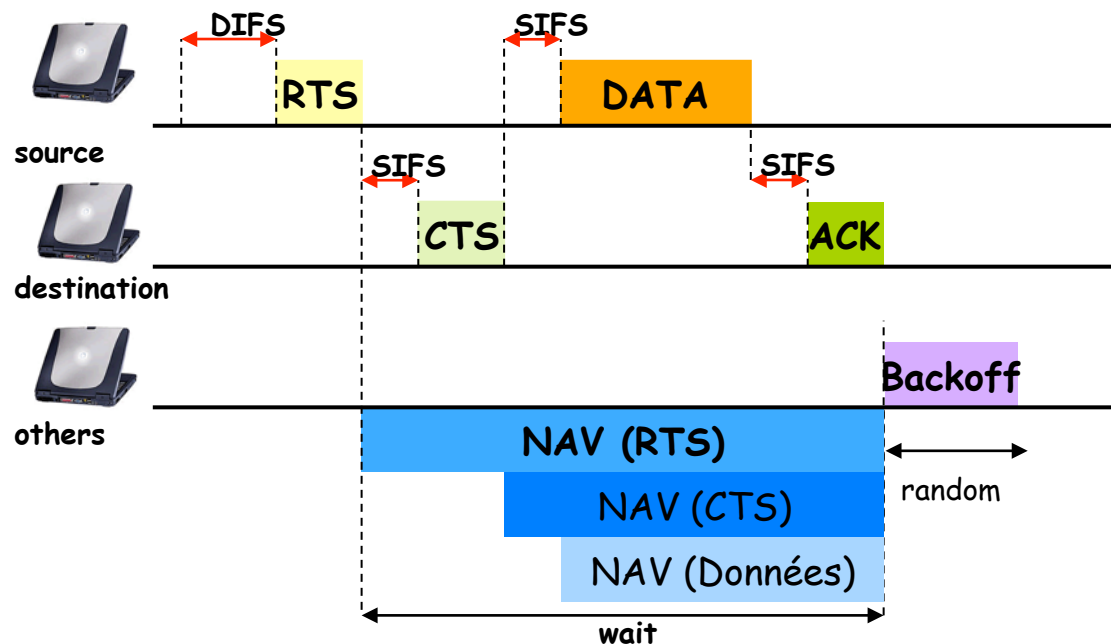 DIFS
SIFS
RTS
DATA
source
SIFS
SIFS
CTS
ACK
destination
Backoff
others
NAV (RTS)
random
NAV (CTS)
NAV (Données)
wait